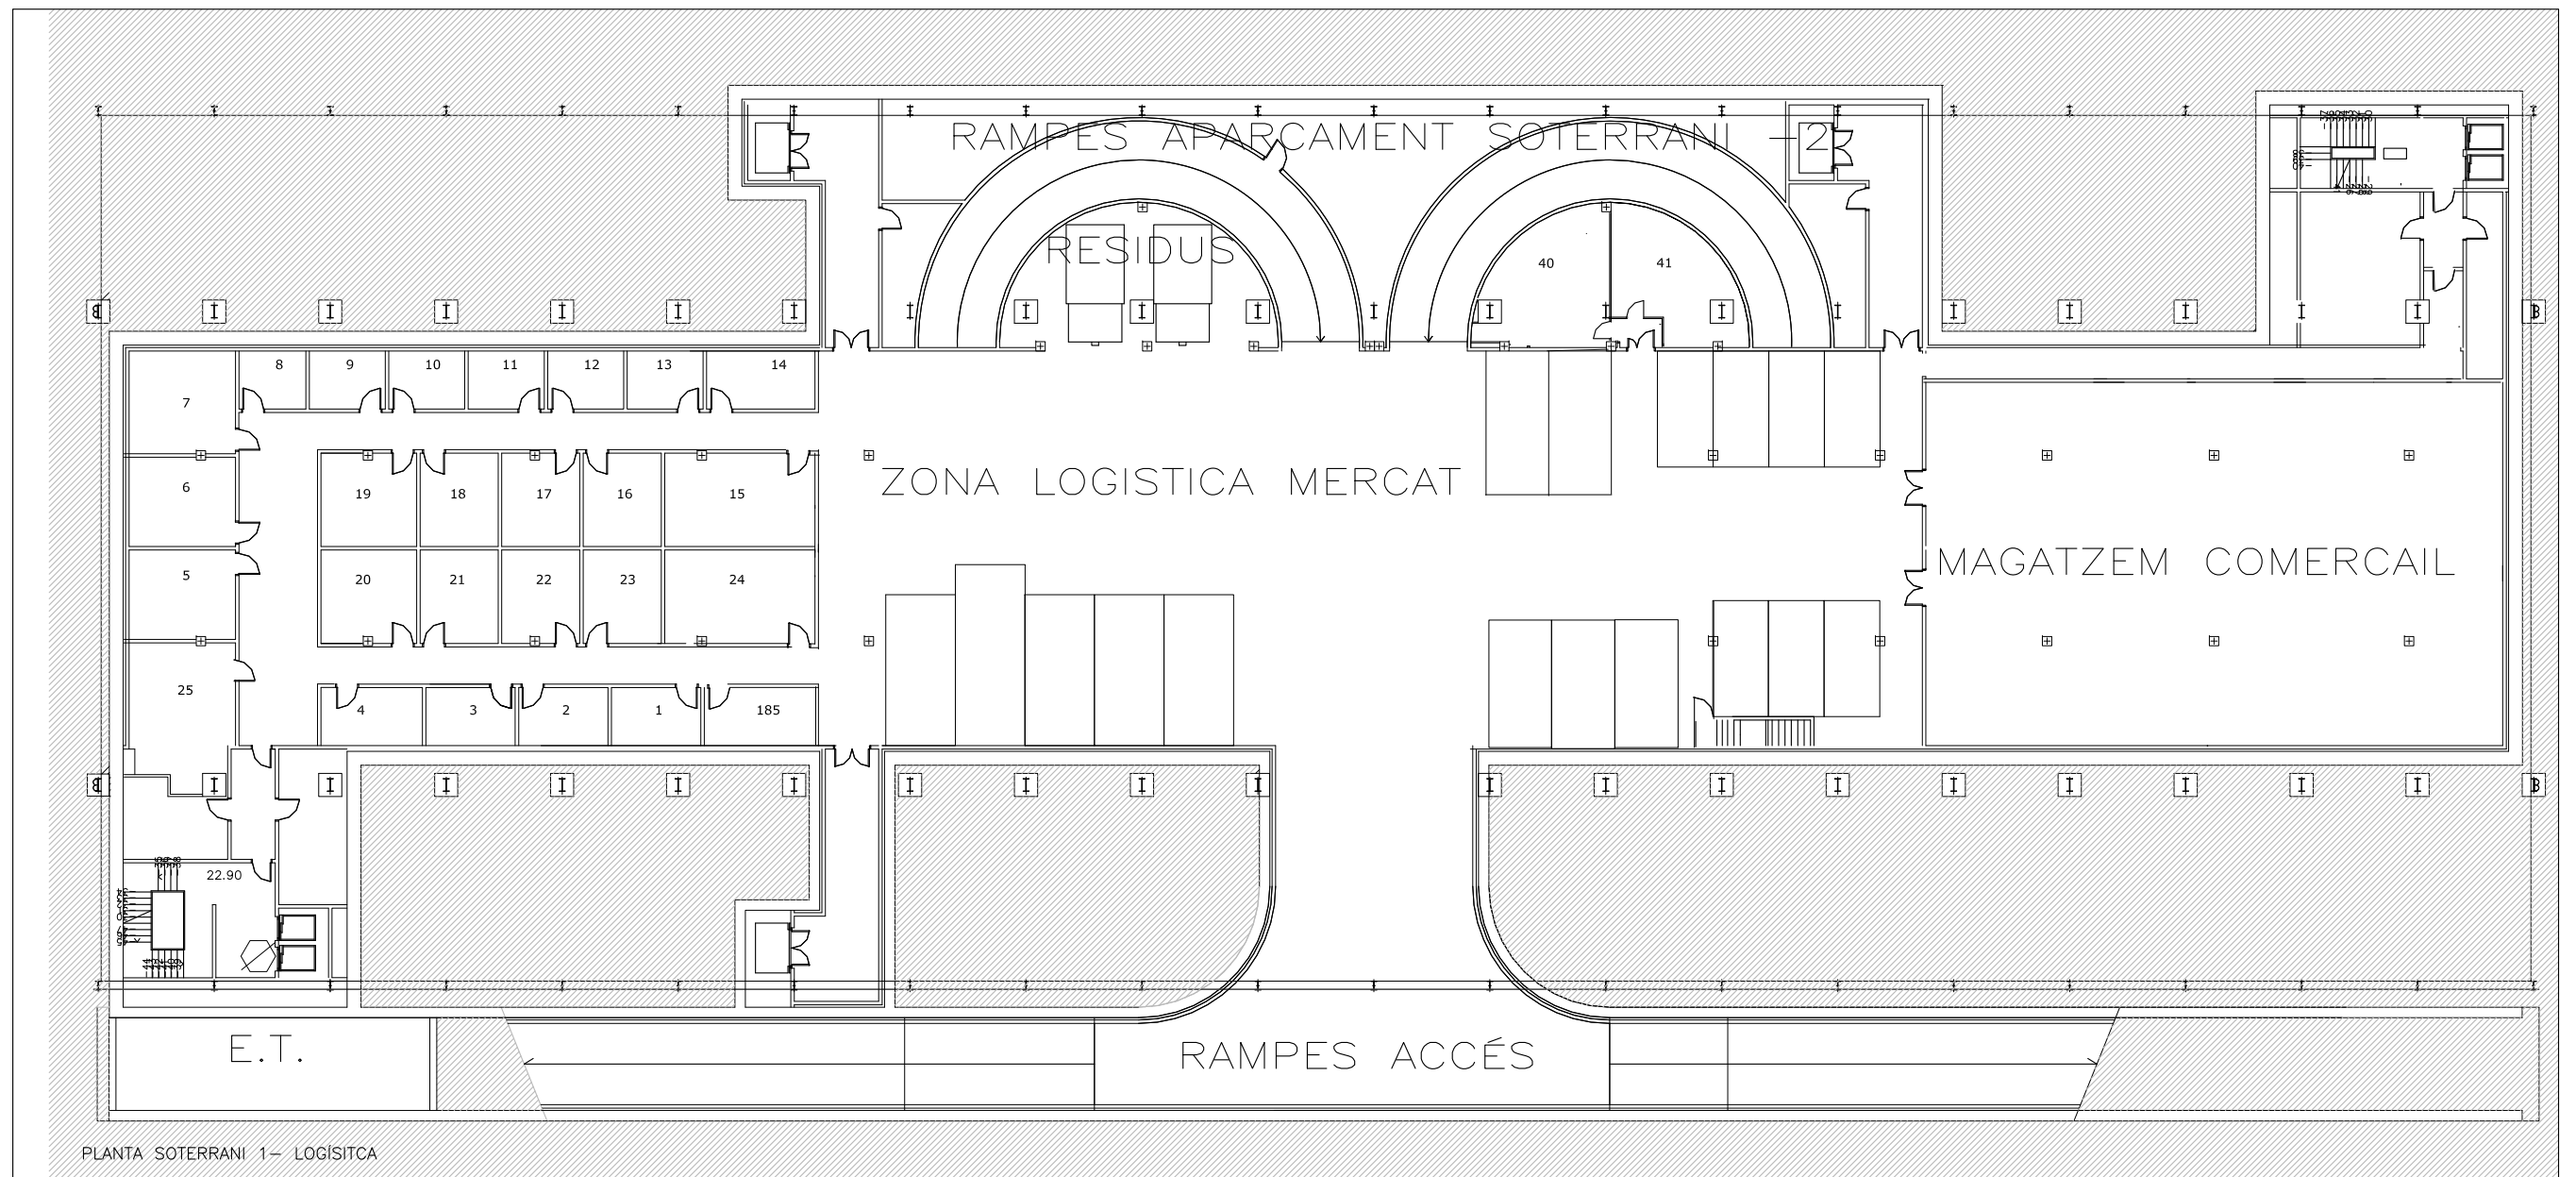 RAMPES APARCAMENT SOTERRANI -2
RESIDUS
40 41
8 9 10 11 12 13 14
7
ZONA LOGISTICA MERCAT
6 19 18 17 16 15
MAGATZEM COMERCAIL
5 20 21 22 23 24
25
4 3 2 1 185
22.90
E.T.
RAMPES ACCÉS
PLANTA SOTERRANI 1- LOGÍSITCA